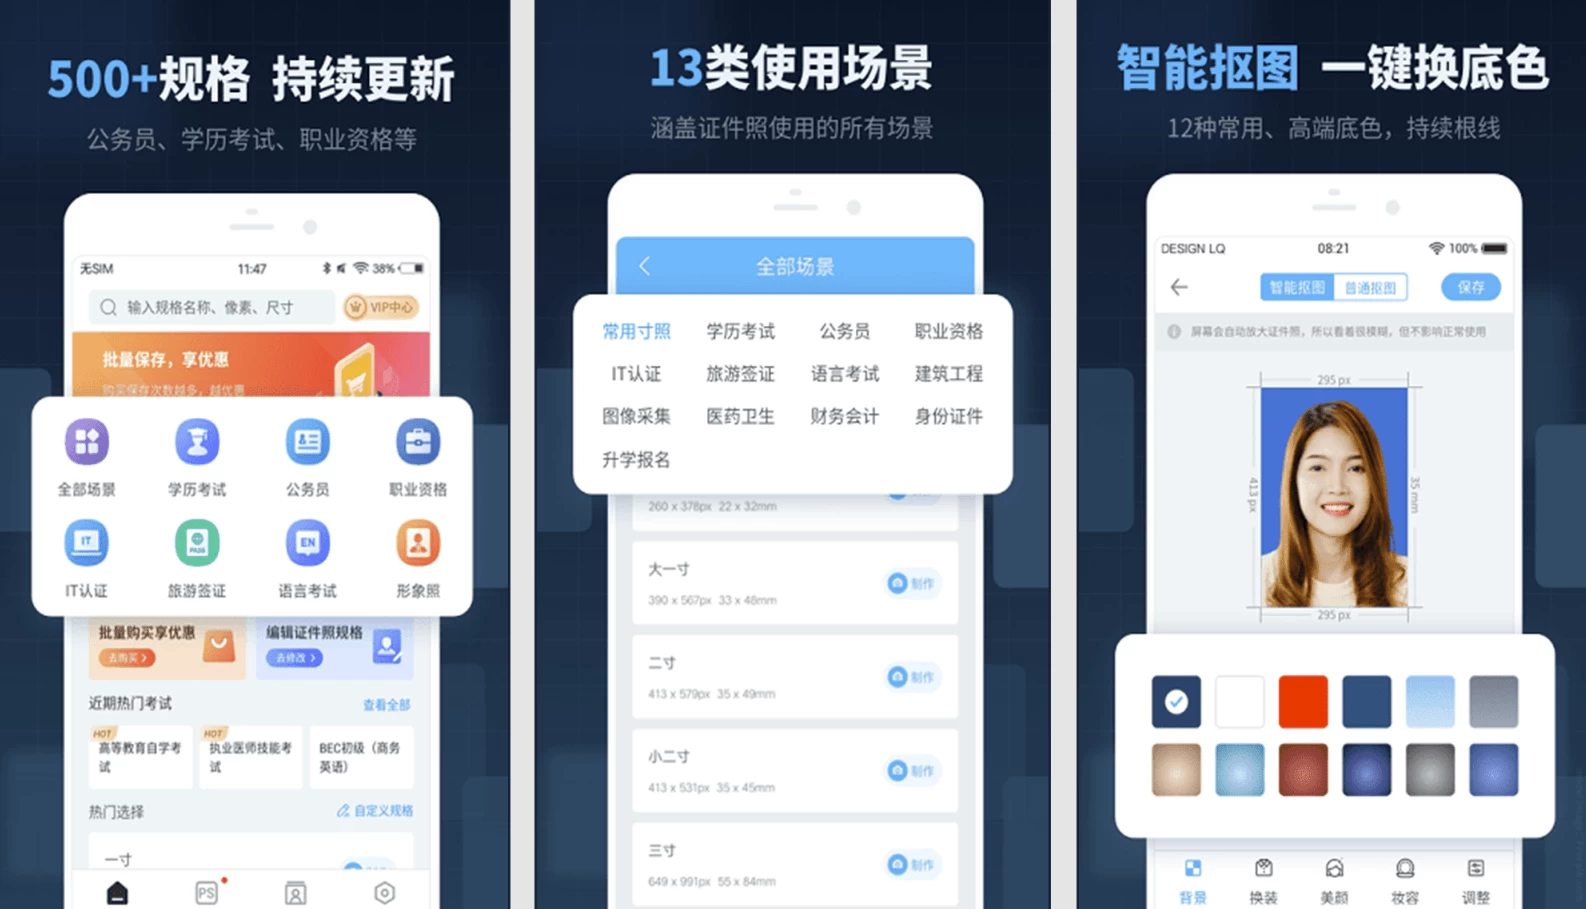 500+规格 持续更新
公务员、学历考试、职业资格等
无SIM
11:47
38%
输入规格名称、像素、尺寸
VIP中心
批量保存，享优惠
购买保存次数越多，越优惠
全部场景
学历考试
公务员
职业资格
IT
PASS
EN
IT认证
旅游签证
语言考试
形象照
批量购买享优惠
去购买 >
编辑证件照规格
去修改 >
近期热门考试
查看全部
HOT
高等教育自学考
试
HOT
执业医师技能考
试
BEC初级（商务
英语）
热门选择
自定义规格
一寸
PS
13类使用场景
涵盖证件照使用的所有场景
全部场景
常用寸照
学历考试
公务员
职业资格
IT认证
旅游签证
语言考试
建筑工程
图像采集
医药卫生
财务会计
身份证件
升学报名
260 x 378px 22 x 32mm
大一寸
390 x 567px 33 x 48mm
制作
二寸
413 x 579px 35 x 49mm
制作
小二寸
413 x 531px 35 x 45mm
制作
三寸
649 x 991px 55 x 84mm
制作
智能抠图 一键换底色
12种常用、高端底色，持续根线
DESIGN LQ
08:21
100%
智能抠图
普通抠图
保存
屏幕会自动放大证件照，所以看着很模糊，但不影响正常使用
295 px
413 px
35 mm
295 px
背景
换装
美颜
妆容
调整